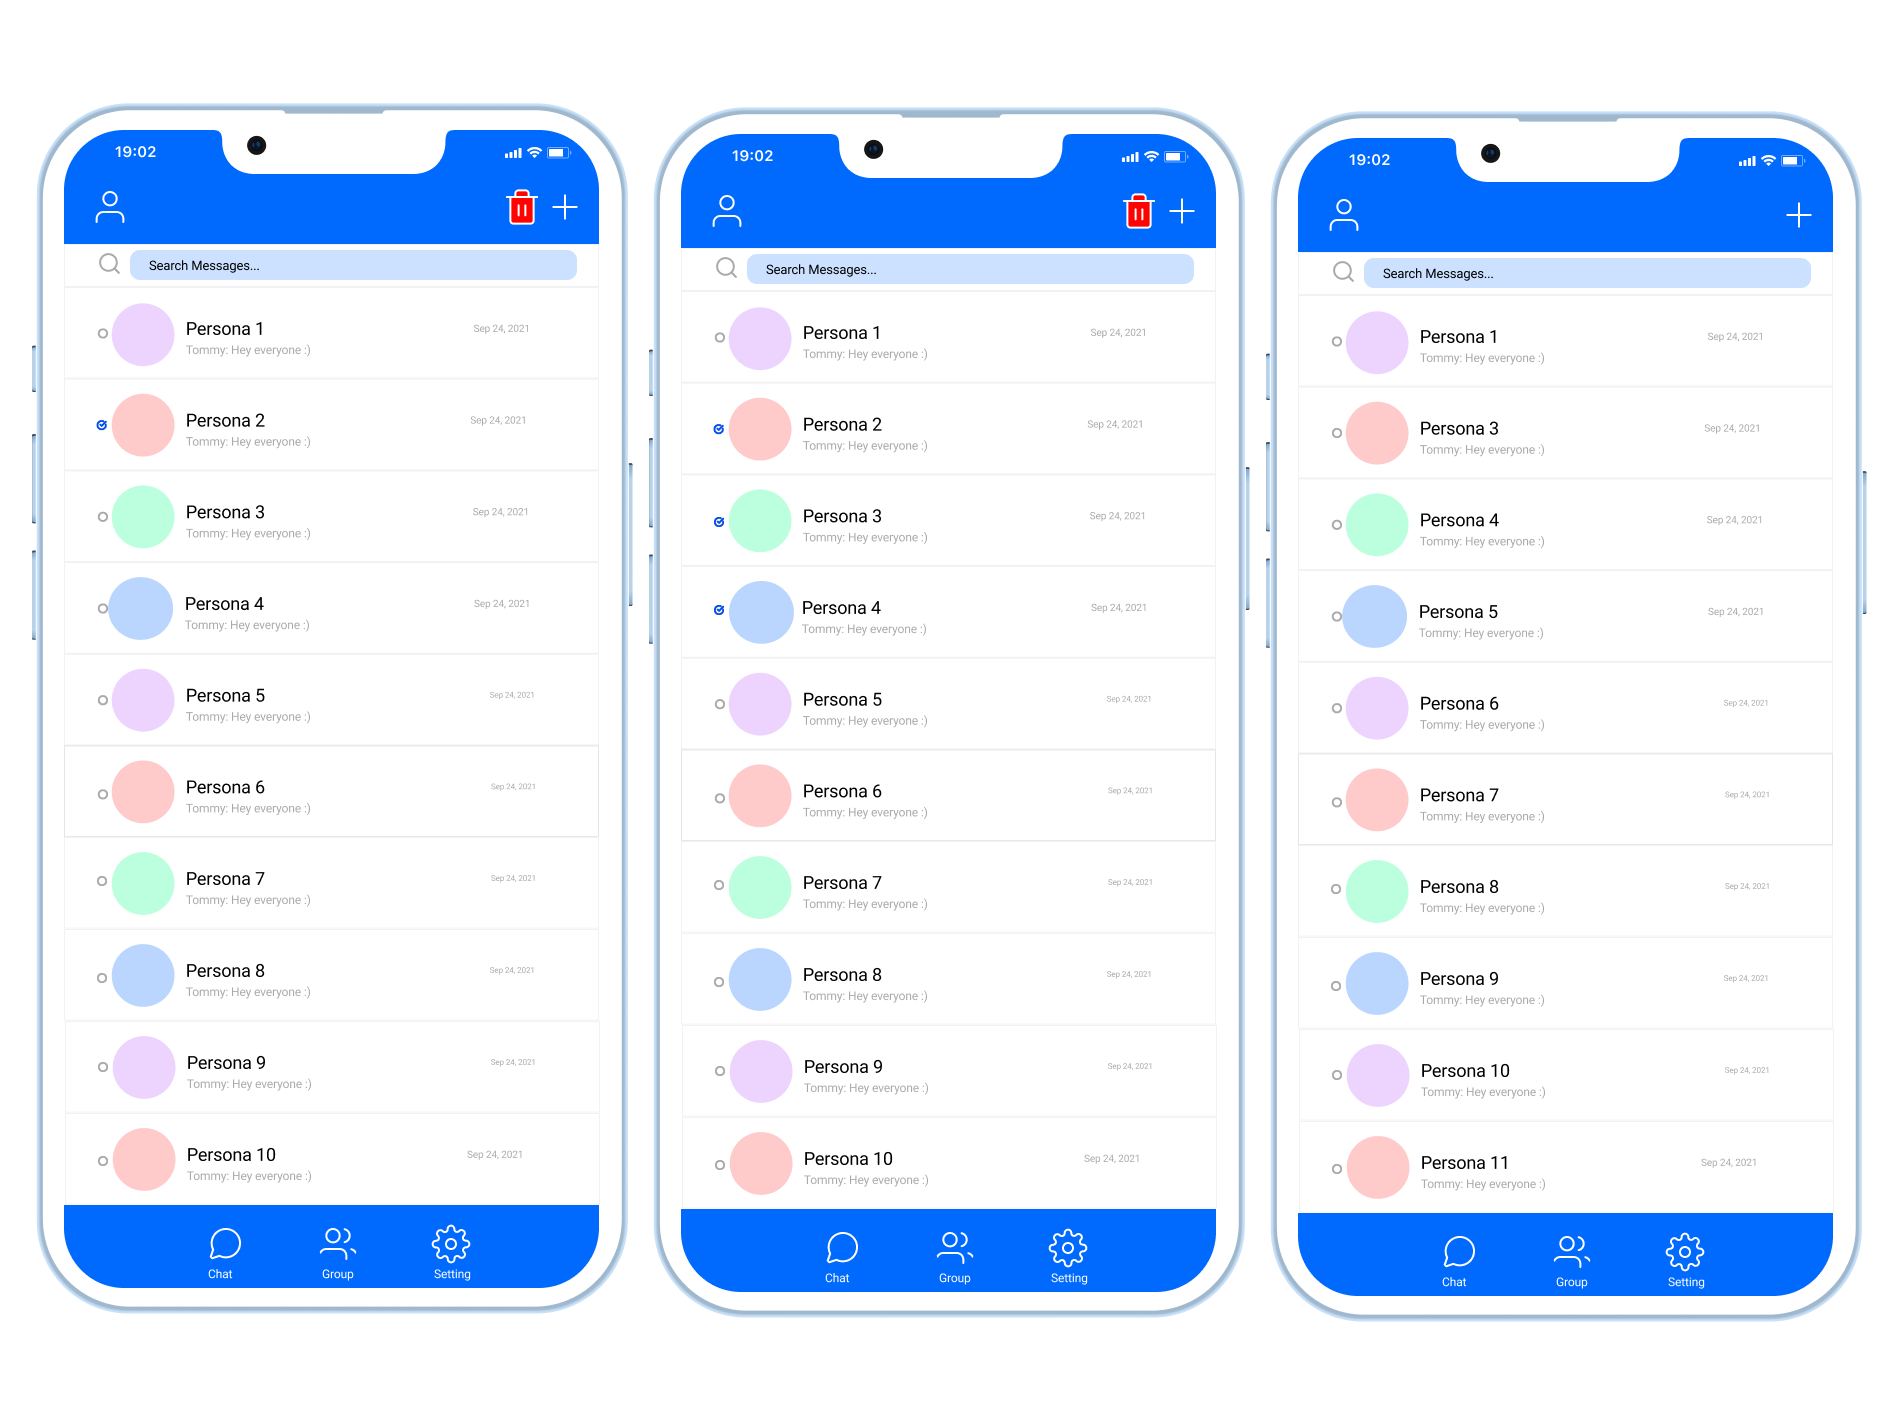 19:02
Search Messages...
Persona 1
Sep 24, 2021
Tommy: Hey everyone :)
Persona 2
Sep 24, 2021
Tommy: Hey everyone :)
Persona 3
Sep 24, 2021
Tommy: Hey everyone :)
Persona 4
Sep 24, 2021
Tommy: Hey everyone :)
Persona 5
Sep 24, 2021
Tommy: Hey everyone :)
Persona 6
Sep 24, 2021
Tommy: Hey everyone :)
Persona 7
Sep 24, 2021
Tommy: Hey everyone :)
Persona 8
Sep 24, 2021
Tommy: Hey everyone :)
Persona 9
Sep 24, 2021
Tommy: Hey everyone :)
Persona 10
Sep 24, 2021
Tommy: Hey everyone :)
Chat
Group
Setting
19:02
Search Messages...
Persona 1
Sep 24, 2021
Tommy: Hey everyone :)
Persona 2
Sep 24, 2021
Tommy: Hey everyone :)
Persona 3
Sep 24, 2021
Tommy: Hey everyone :)
Persona 4
Sep 24, 2021
Tommy: Hey everyone :)
Persona 5
Sep 24, 2021
Tommy: Hey everyone :)
Persona 6
Sep 24, 2021
Tommy: Hey everyone :)
Persona 7
Sep 24, 2021
Tommy: Hey everyone :)
Persona 8
Sep 24, 2021
Tommy: Hey everyone :)
Persona 9
Sep 24, 2021
Tommy: Hey everyone :)
Persona 10
Sep 24, 2021
Tommy: Hey everyone :)
Chat
Group
Setting
19:02
Search Messages...
Persona 1
Sep 24, 2021
Tommy: Hey everyone :)
Persona 3
Sep 24, 2021
Tommy: Hey everyone :)
Persona 4
Sep 24, 2021
Tommy: Hey everyone :)
Persona 5
Sep 24, 2021
Tommy: Hey everyone :)
Persona 6
Sep 24, 2021
Tommy: Hey everyone :)
Persona 7
Sep 24, 2021
Tommy: Hey everyone :)
Persona 8
Sep 24, 2021
Tommy: Hey everyone :)
Persona 9
Sep 24, 2021
Tommy: Hey everyone :)
Persona 10
Sep 24, 2021
Tommy: Hey everyone :)
Persona 11
Sep 24, 2021
Tommy: Hey everyone :)
Chat
Group
Setting